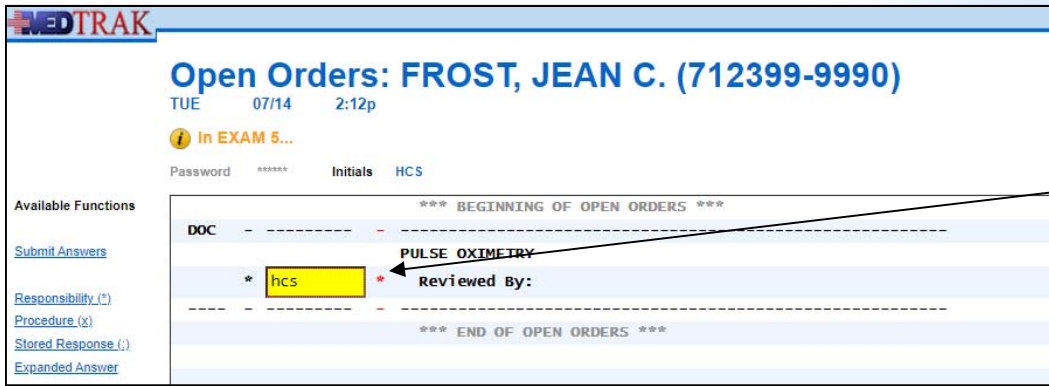 MEDTRAK
Open Orders: FROST, JEAN C. (712399-9990)
TUE 07/14 2:12p
i In EXAM 5...
Password ****** Initials HCS
Available Functions
Submit Answers
Responsibility (*)
Procedure (x)
Stored Response (;)
Expanded Answer
*** BEGINNING OF OPEN ORDERS ***
DOC - --------- - --------------------------------------------------
PULSE OXIMETRY
* hcs * Reviewed By:
---- - --------- - --------------------------------------------------
*** END OF OPEN ORDERS ***